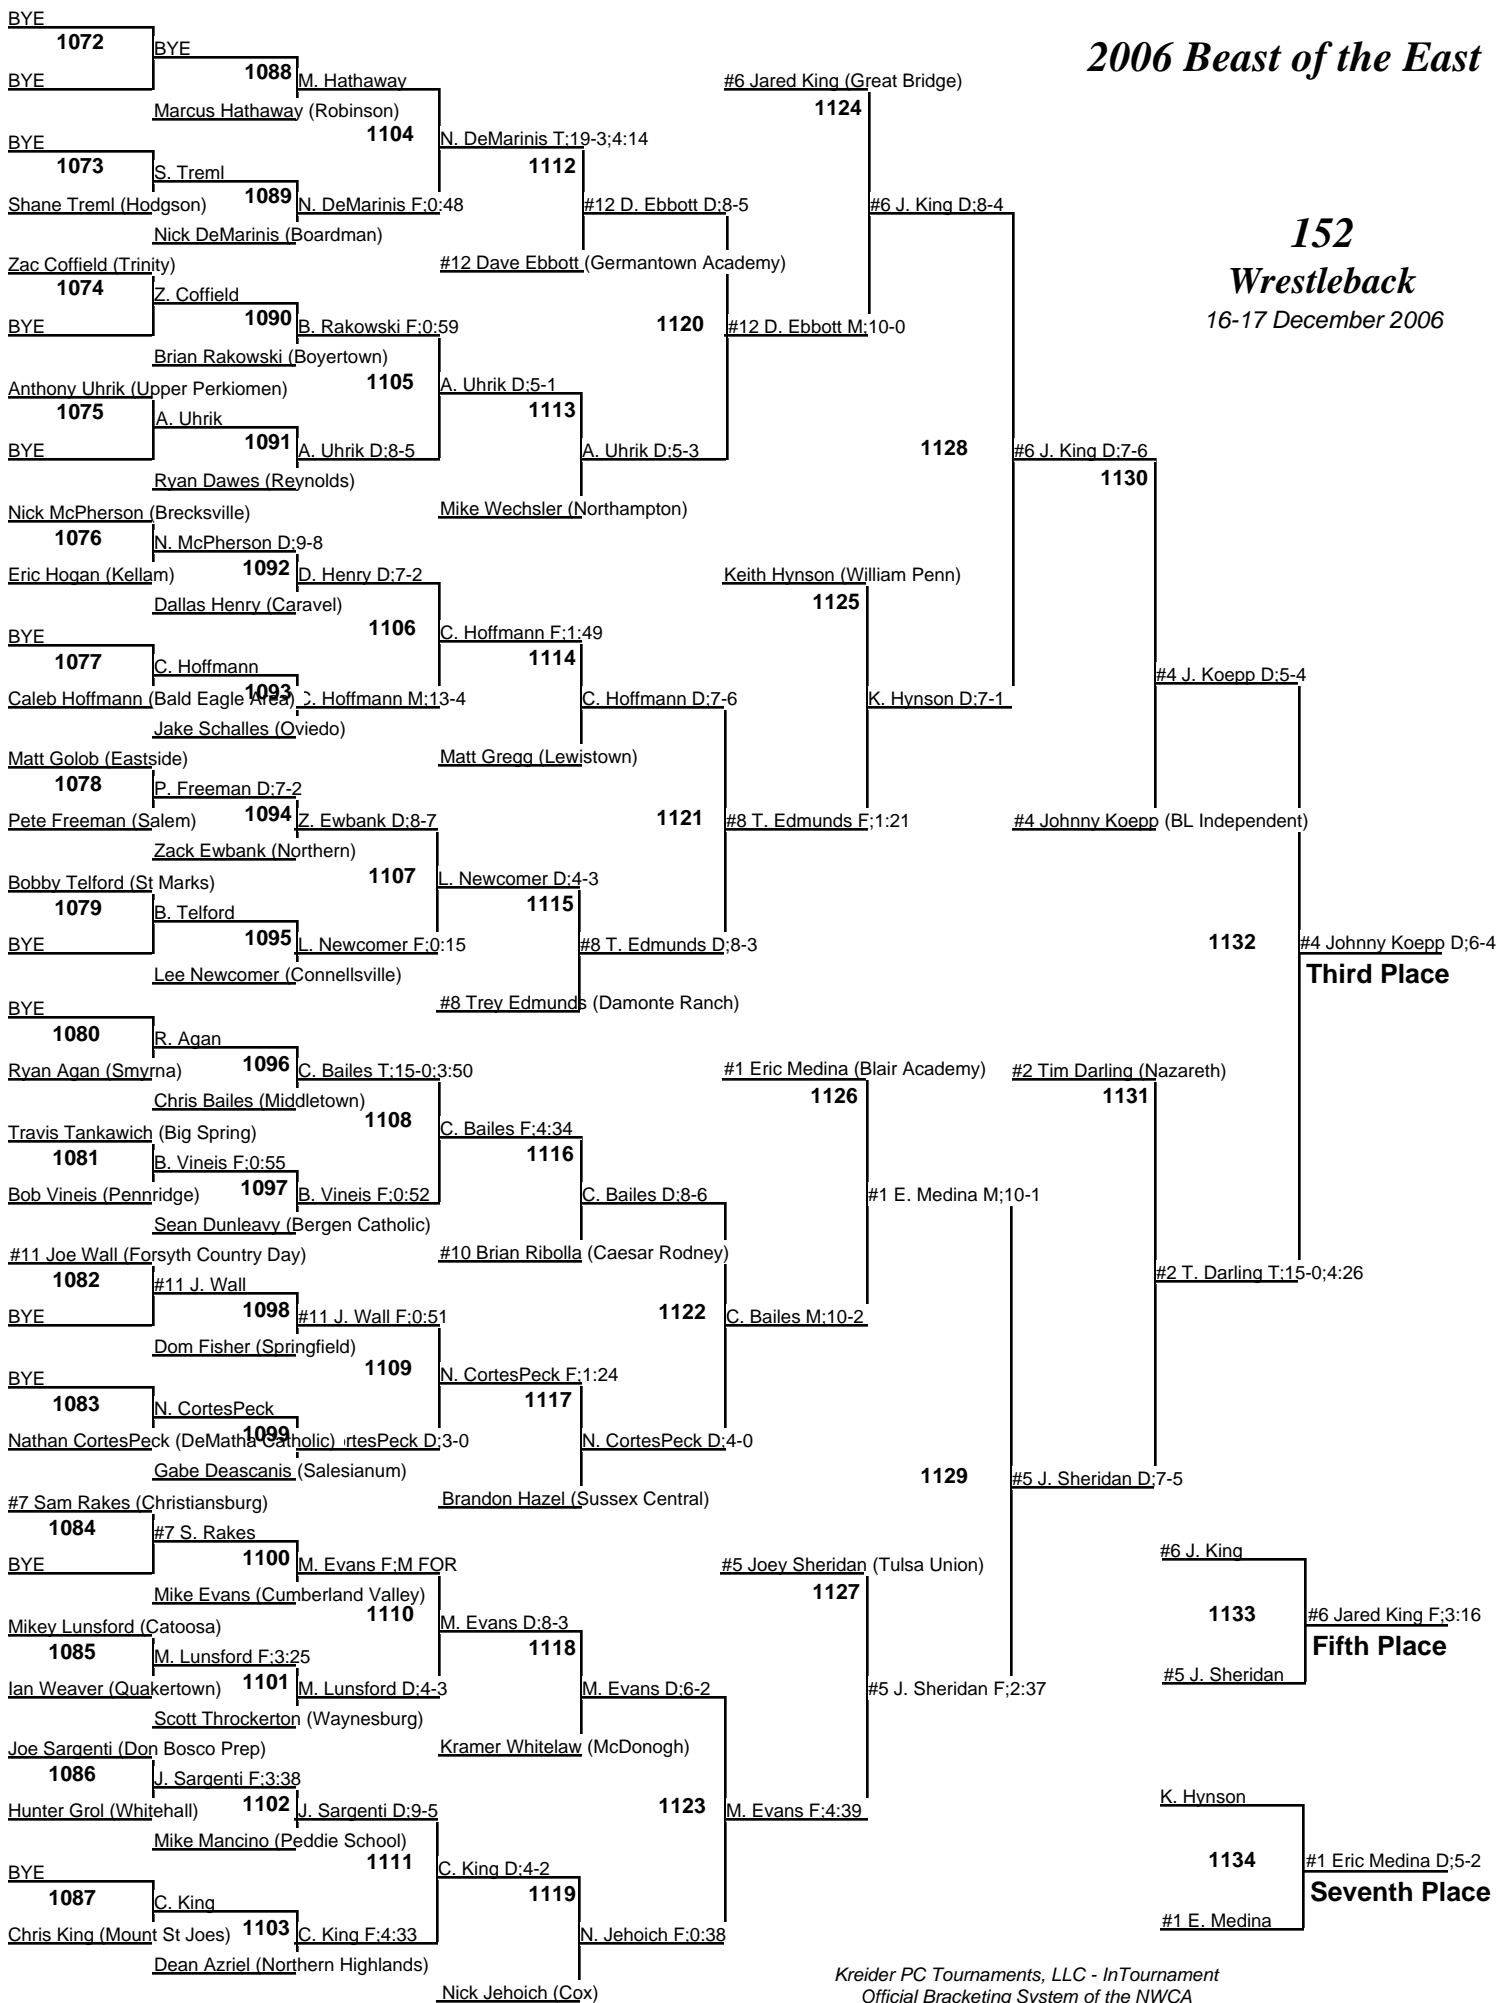 BYE
1072
BYE
2006 Beast of the East
BYE
1088
M. Hathaway
#6 Jared King (Great Bridge)
Marcus Hathaway (Robinson)
1124
1104
BYE
N. DeMarinis T;19-3;4:14
1073
S. Treml
1112
Shane Treml (Hodgson)
1089
N. DeMarinis F;0:48
#12 D. Ebbott D;8-5
#6 J. King D;8-4
Nick DeMarinis (Boardman)
152
Zac Coffield (Trinity)
#12 Dave Ebbott (Germantown Academy)
1074
Z. Coffield
Wrestleback
BYE
1090
B. Rakowski F;0:59
1120
#12 D. Ebbott M;10-0
16-17 December 2006
Brian Rakowski (Boyertown)
Anthony Uhrik (Upper Perkiomen)
1105
A. Uhrik D;5-1
1075
A. Uhrik
1113
BYE
1091
A. Uhrik D;8-5
A. Uhrik D;5-3
1128
#6 J. King D;7-6
Ryan Dawes (Reynolds)
1130
Nick McPherson (Brecksville)
Mike Wechsler (Northampton)
1076
N. McPherson D;9-8
Eric Hogan (Kellam)
1092
D. Henry D;7-2
Keith Hynson (William Penn)
Dallas Henry (Caravel)
1125
BYE
1106
C. Hoffmann F;1:49
1077
C. Hoffmann
1114
#4 J. Koepp D;5-4
Caleb Hoffmann (Bald Eagle Area)
1093
C. Hoffmann M;13-4
C. Hoffmann D;7-6
K. Hynson D;7-1
Jake Schalles (Oviedo)
Matt Golob (Eastside)
Matt Gregg (Lewistown)
1078
P. Freeman D;7-2
Pete Freeman (Salem)
1094
Z. Ewbank D;8-7
1121
#8 T. Edmunds F;1:21
#4 Johnny Koepp (BL Independent)
Zack Ewbank (Northern)
Bobby Telford (St Marks)
1107
L. Newcomer D;4-3
1079
B. Telford
1115
BYE
1095
L. Newcomer F;0:15
#8 T. Edmunds D;8-3
1132
#4 Johnny Koepp D;6-4
Lee Newcomer (Connellsville)
Third Place
BYE
#8 Trey Edmunds (Damonte Ranch)
1080
R. Agan
Ryan Agan (Smyrna)
1096
C. Bailes T;15-0;3:50
#1 Eric Medina (Blair Academy)
#2 Tim Darling (Nazareth)
Chris Bailes (Middletown)
1126
1131
Travis Tankawich (Big Spring)
1108
C. Bailes F;4:34
1081
B. Vineis F;0:55
1116
Bob Vineis (Pennridge)
1097
B. Vineis F;0:52
C. Bailes D;8-6
#1 E. Medina M;10-1
Sean Dunleavy (Bergen Catholic)
#11 Joe Wall (Forsyth Country Day)
#10 Brian Ribolla (Caesar Rodney)
1082
#11 J. Wall
#2 T. Darling T;15-0;4:26
BYE
1098
#11 J. Wall F;0:51
1122
C. Bailes M;10-2
Dom Fisher (Springfield)
BYE
1109
N. CortesPeck F;1:24
1083
N. CortesPeck
1117
Nathan CortesPeck (DeMatha Catholic)
1099
rtesPeck D;3-0
N. CortesPeck D;4-0
Gabe Deascanis (Salesianum)
1129
#5 J. Sheridan D;7-5
#7 Sam Rakes (Christiansburg)
Brandon Hazel (Sussex Central)
1084
#7 S. Rakes
BYE
1100
M. Evans F;M FOR
#5 Joey Sheridan (Tulsa Union)
#6 J. King
Mike Evans (Cumberland Valley)
1127
Mikey Lunsford (Catoosa)
1110
M. Evans D;8-3
1133
#6 Jared King F;3:16
1085
M. Lunsford F;3:25
1118
Fifth Place
Ian Weaver (Quakertown)
1101
M. Lunsford D;4-3
M. Evans D;6-2
#5 J. Sheridan F;2:37
#5 J. Sheridan
Scott Throckerton (Waynesburg)
Joe Sargenti (Don Bosco Prep)
Kramer Whitelaw (McDonogh)
1086
J. Sargenti F;3:38
Hunter Grol (Whitehall)
1102
J. Sargenti D;9-5
1123
M. Evans F;4:39
K. Hynson
Mike Mancino (Peddie School)
BYE
1111
C. King D;4-2
1134
#1 Eric Medina D;5-2
1087
C. King
1119
Seventh Place
Chris King (Mount St Joes)
1103
C. King F;4:33
N. Jehoich F;0:38
#1 E. Medina
Dean Azriel (Northern Highlands)
Nick Jehoich (Cox)
Kreider PC Tournaments, LLC - InTournament
Official Bracketing System of the NWCA